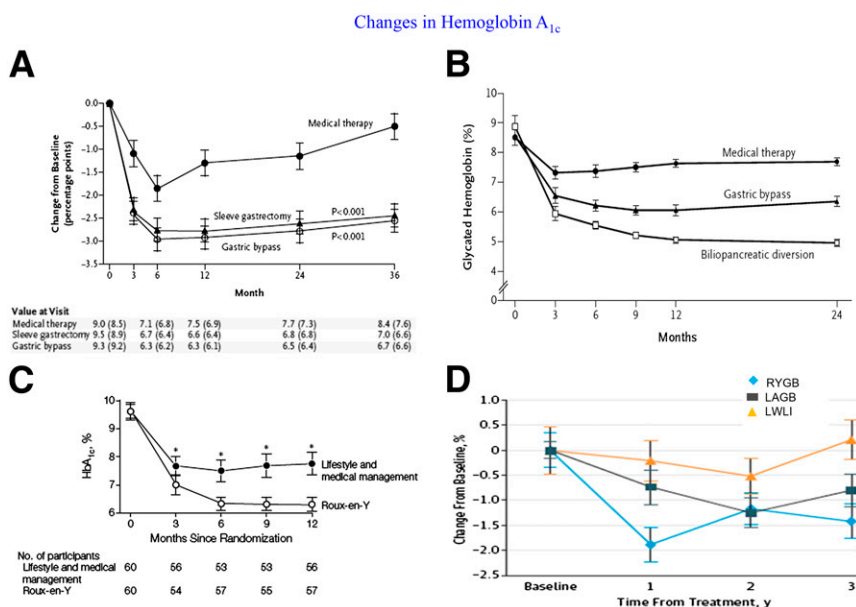 Changes in Hemoglobin A1c
A
0.0
-0.5
-1.0
-1.5
-2.0
-2.5
-3.0
-3.5
Change from Baseline
(percentage points)
Medical therapy
Sleeve gastrectomy
P<0.001
Gastric bypass
P<0.001
0 3 6 12 24 36
Month
Value at Visit
Medical therapy 9.0 (8.5) 7.1 (6.8) 7.5 (6.9) 7.7 (7.3) 8.4 (7.6)
Sleeve gastrectomy 9.5 (8.9) 6.7 (6.4) 6.6 (6.4) 6.8 (6.8) 7.0 (6.6)
Gastric bypass 9.3 (9.2) 6.3 (6.2) 6.3 (6.1) 6.5 (6.4) 6.7 (6.6)
B
10
9
8
7
6
5
0
Glycated Hemoglobin (%)
Medical therapy
Gastric bypass
Biliopancreatic diversion
0 3 6 9 12 24
Months
C
10
9
8
7
6
5
HbA1c, %
* * * *
Lifestyle and
medical management
Roux-en-Y
0 3 6 9 12
Months Since Randomization
No. of participants
Lifestyle and medical
management
60 56 53 53 56
Roux-en-Y 60 54 57 55 57
D
RYGB
LAGB
LWLI
1.0
0.5
0
-0.5
-1.0
-1.5
-2.0
-2.5
Change From Baseline, %
Baseline 1 2 3
Time From Treatment, y